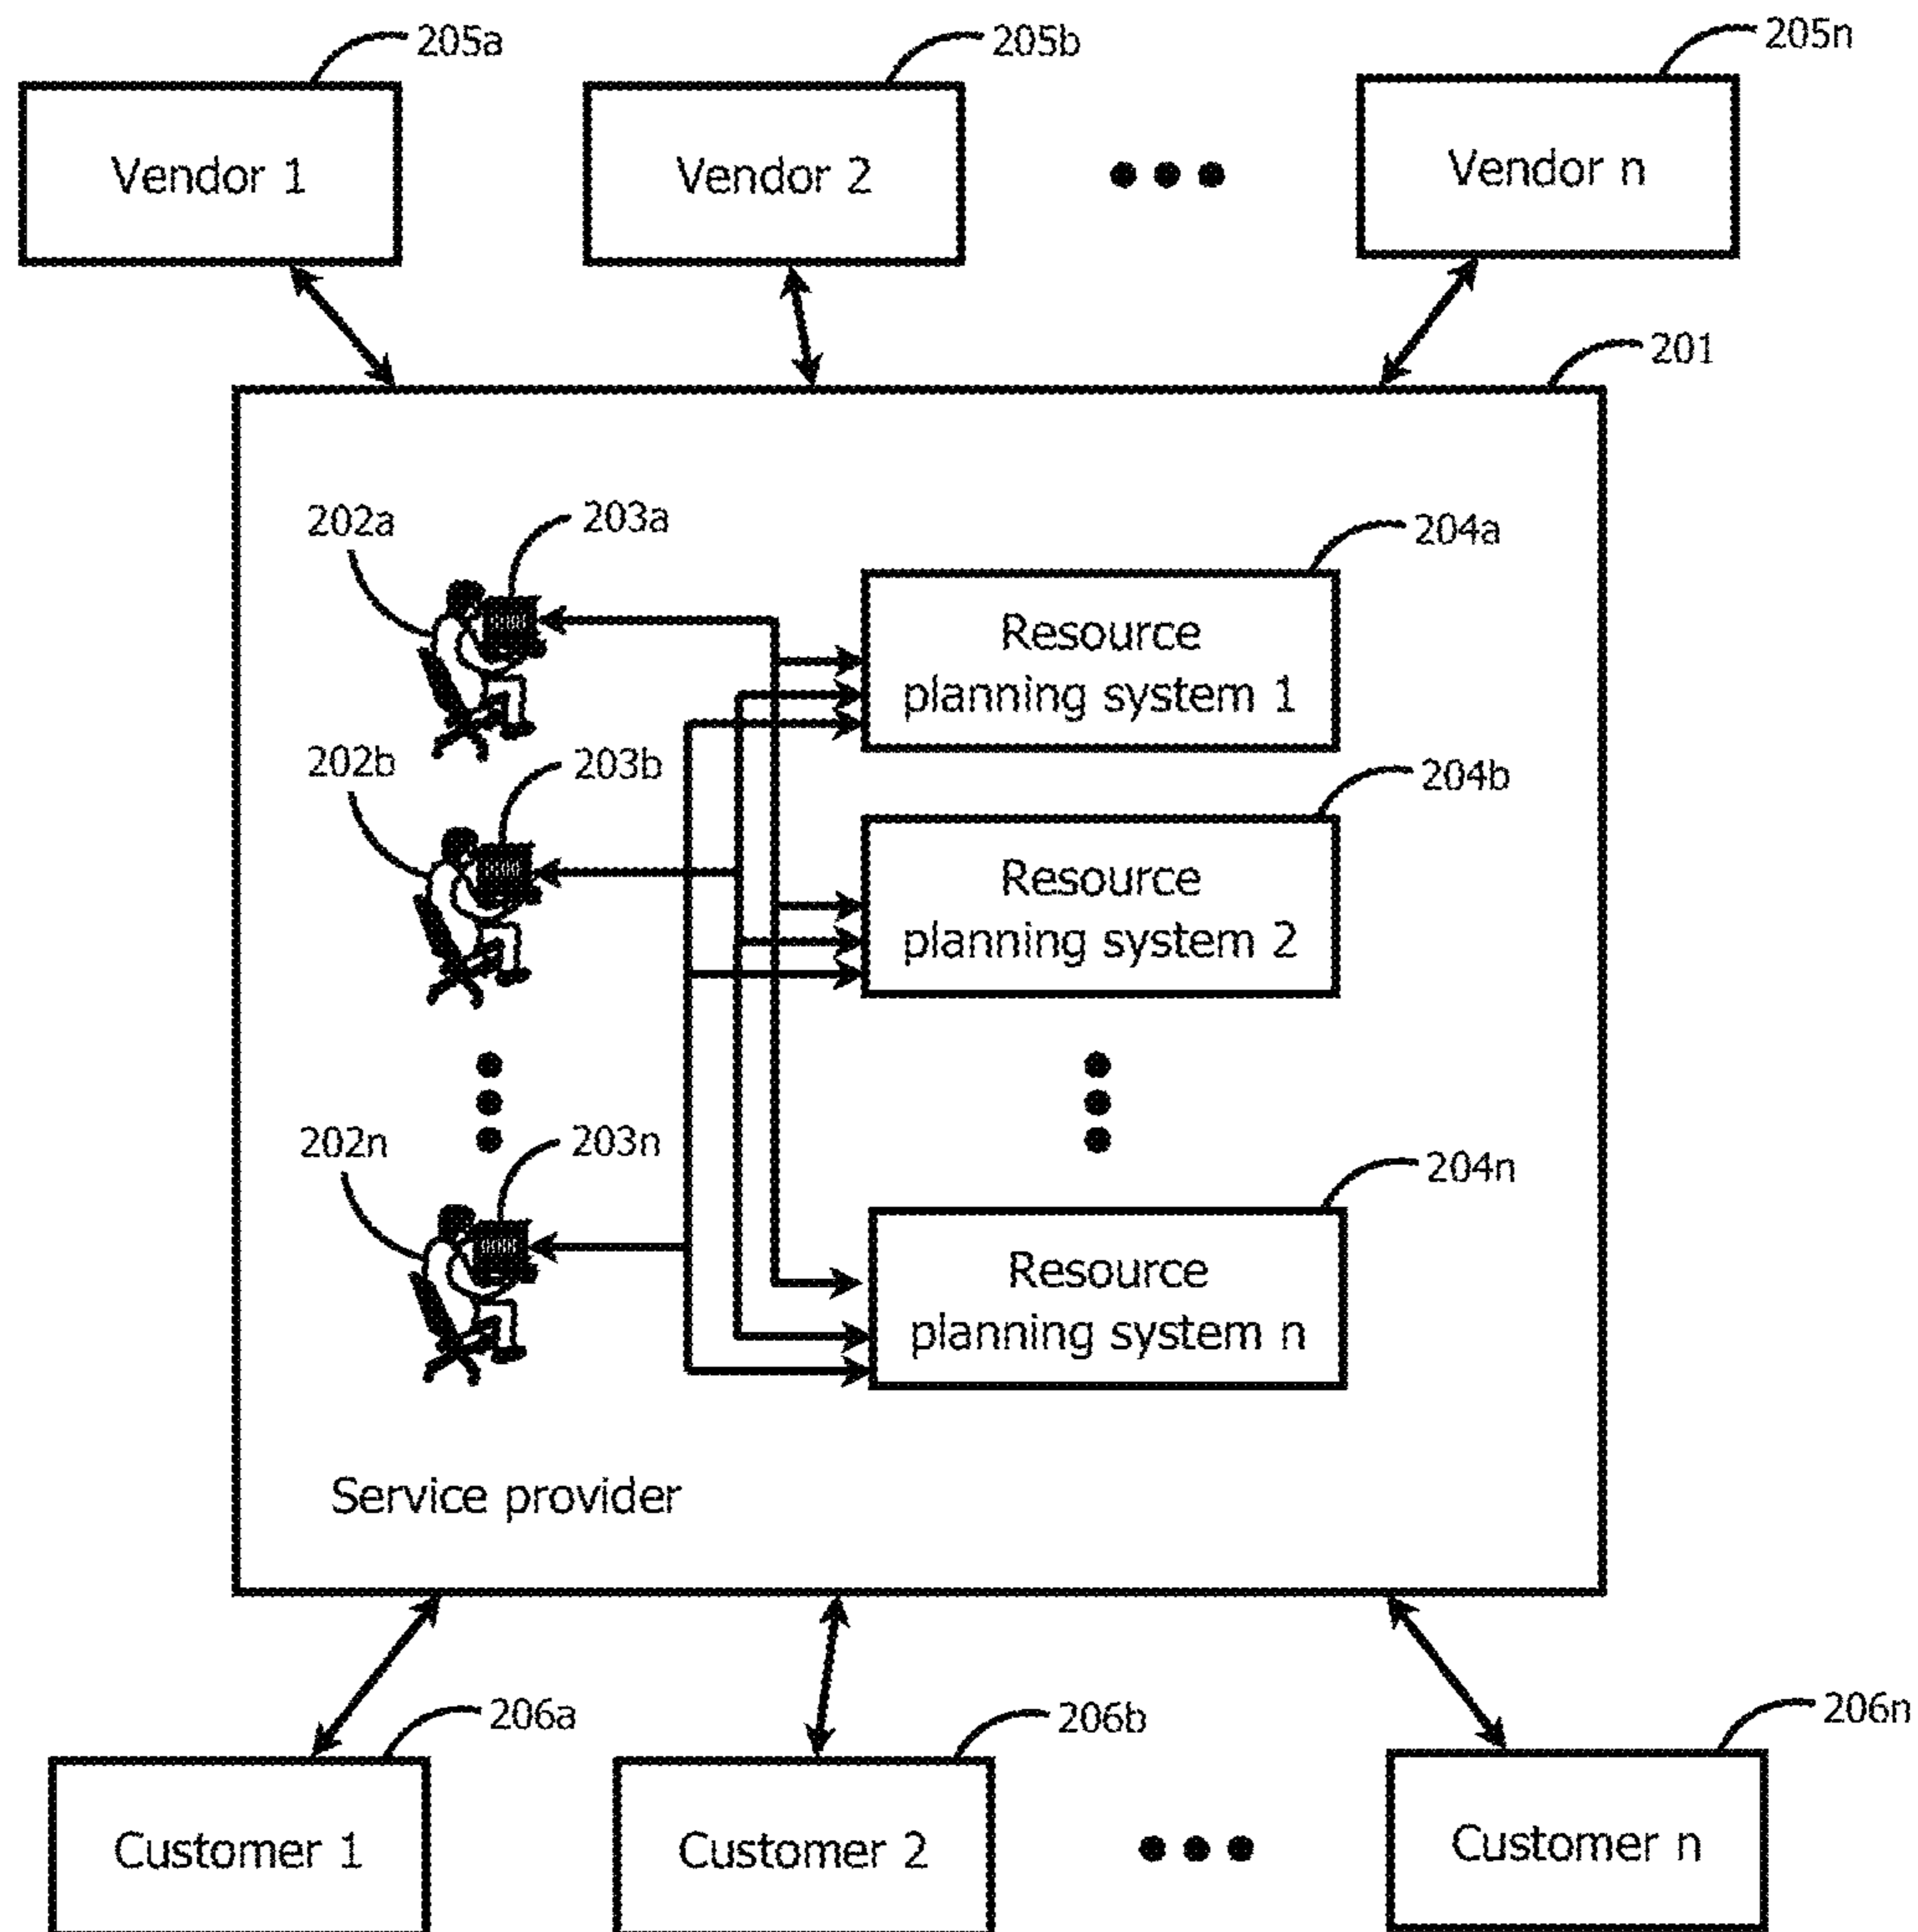 205a
205b
205n
Vendor 1
Vendor 2
Vendor n
201
202a
203a
204a
Resource
planning system 1
202b
203b
204b
Resource
planning system 2
202n
203n
204n
Resource
planning system n
Service provider
206a
206b
206n
Customer 1
Customer 2
Customer n